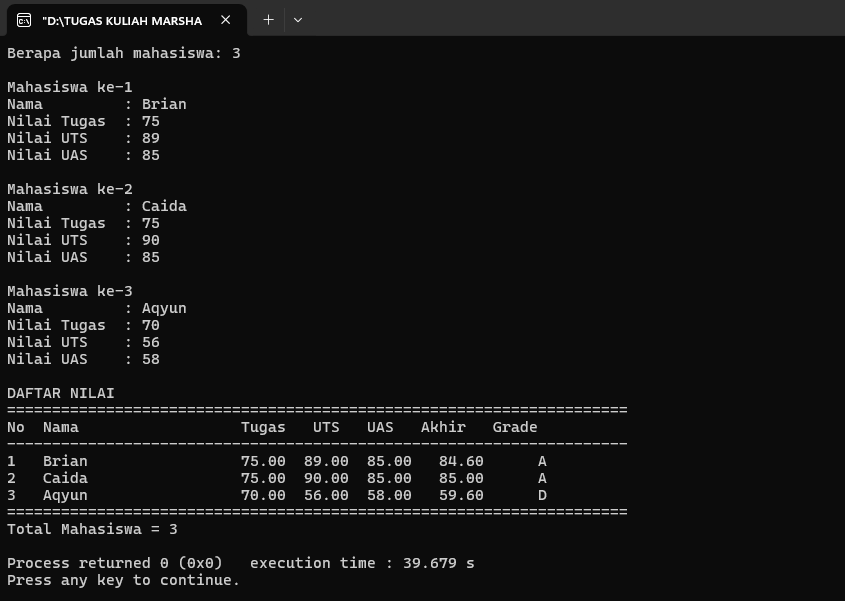 "D:\TUGAS KULIAH MARSHA
Berapa jumlah mahasiswa: 3
Mahasiswa ke-1
Nama         : Brian
Nilai Tugas  : 75
Nilai UTS    : 89
Nilai UAS    : 85
Mahasiswa ke-2
Nama         : Caida
Nilai Tugas  : 75
Nilai UTS    : 90
Nilai UAS    : 85
Mahasiswa ke-3
Nama         : Aqyun
Nilai Tugas  : 70
Nilai UTS    : 56
Nilai UAS    : 58
DAFTAR NILAI
=====================================================================
No  Nama                  Tugas   UTS   UAS   Akhir   Grade
---------------------------------------------------------------------
1   Brian                 75.00  89.00  85.00   84.60      A
2   Caida                 75.00  90.00  85.00   85.00      A
3   Aqyun                 70.00  56.00  58.00   59.60      D
=====================================================================
Total Mahasiswa = 3
Process returned 0 (0x0)   execution time : 39.679 s
Press any key to continue.